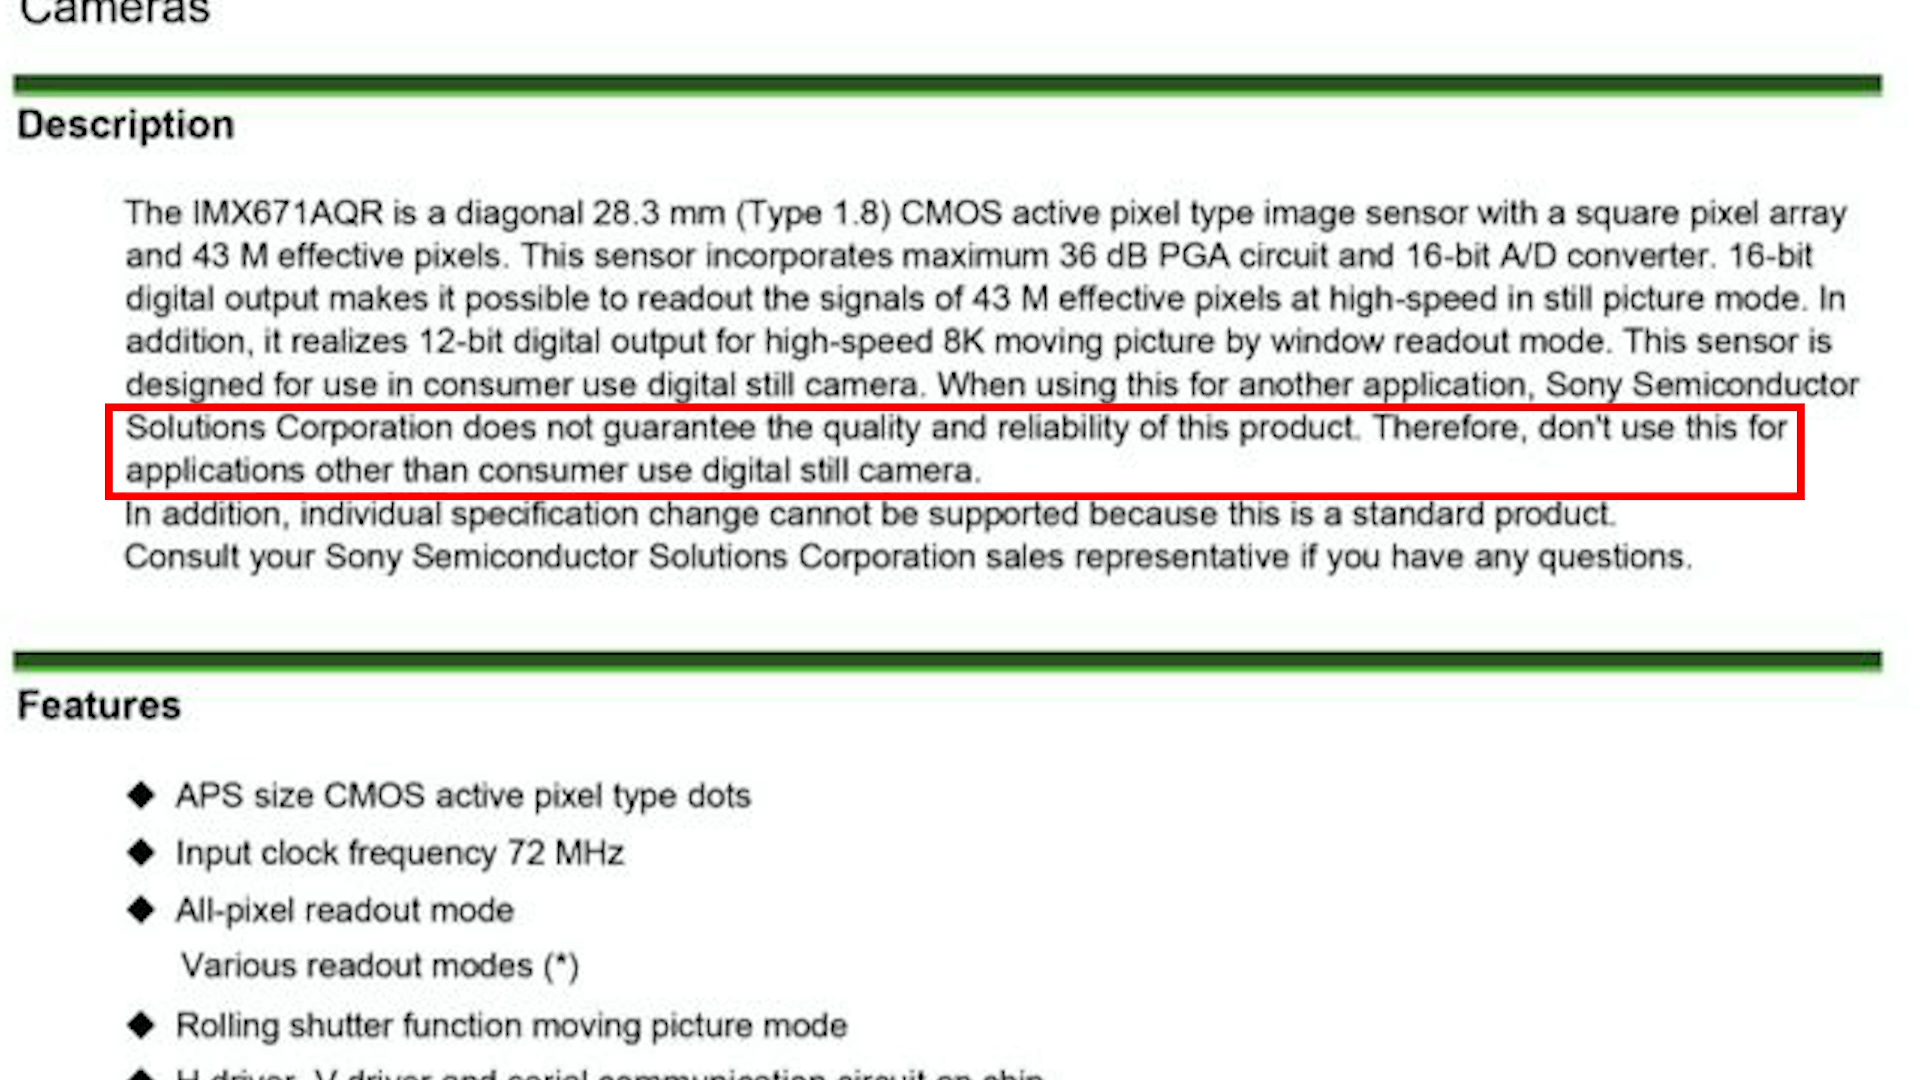 Cameras
Description
The IMX671AQR is a diagonal 28.3 mm (Type 1.8) CMOS active pixel type image sensor with a square pixel array
and 43 M effective pixels. This sensor incorporates maximum 36 dB PGA circuit and 16-bit A/D converter. 16-bit
digital output makes it possible to readout the signals of 43 M effective pixels at high-speed in still picture mode. In
addition, it realizes 12-bit digital output for high-speed 8K moving picture by window readout mode. This sensor is
designed for use in consumer use digital still camera. When using this for another application, Sony Semiconductor
Solutions Corporation does not guarantee the quality and reliability of this product. Therefore, don't use this for
applications other than consumer use digital still camera.
In addition, individual specification change cannot be supported because this is a standard product.
Consult your Sony Semiconductor Solutions Corporation sales representative if you have any questions.
Features
◆ APS size CMOS active pixel type dots
◆ Input clock frequency 72 MHz
◆ All-pixel readout mode
Various readout modes (*)
◆ Rolling shutter function moving picture mode
◆ H driver, V driver and serial communication circuit on chip